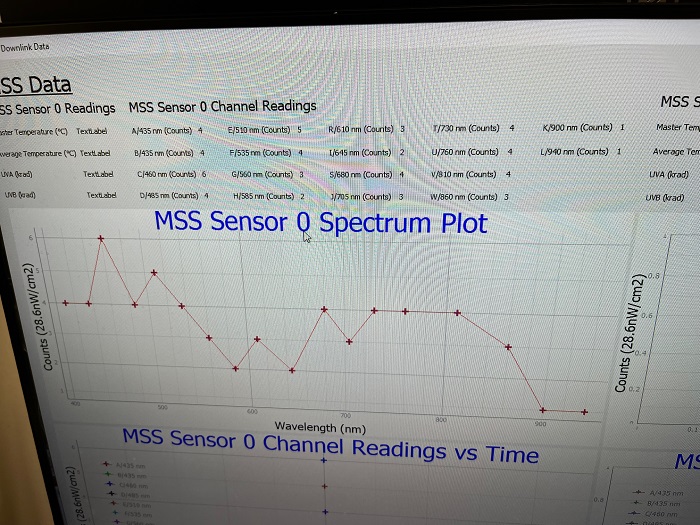 Downlink Data
SS Data
SS Sensor 0 Readings MSS Sensor 0 Channel Readings MSS S
ster Temperature (°C) TextLabel A/435 nm (Counts) 4 E/510 nm (Counts) 5 R/610 nm (Counts) 3 T/730 nm (Counts) 4 K/900 nm (Counts) 1 Master Tem
verage Temperature (°C) TextLabel B/435 nm (Counts) 4 F/535 nm (Counts) 4 I/645 nm (Counts) 2 U/760 nm (Counts) 4 L/940 nm (Counts) 1 Average Tem
UVA (krad) TextLabel C/460 nm (Counts) 6 G/560 nm (Counts) 3 S/680 nm (Counts) 4 V/810 nm (Counts) 4 UVA (krad)
UVB (krad) TextLabel D/485 nm (Counts) 4 H/585 nm (Counts) 2 J/705 nm (Counts) 3 W/860 nm (Counts) 3 UVB (krad)
MSS Sensor 0 Spectrum Plot
Counts (28.6nW/cm2)
6
5
4
2
1
400 500 600 700 800 900
Wavelength (nm)
Counts (28.6nW/cm2)
1
0.8
0.6
0.4
0.2
0.1
MSS Sensor 0 Channel Readings vs Time
MS
(28.6nW/cm2)
A/435 nm
B/435 nm
C/460 nm
D/485 nm
E/510 nm
F/535 nm
0.8
A/435 nm
B/435 nm
C/460 nm